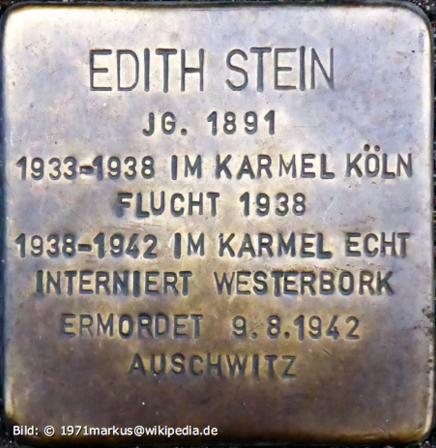 EDITH STEIN
JG. 1891
1933-1938 IM KARMEL KÖLN
FLUCHT 1938
1938-1942 IM KARMEL ECHT
INTERNIERT WESTERBORK
ERMORDET 9.8.1942
AUSCHWITZ
Bild: © 1971markus@wikipedia.de